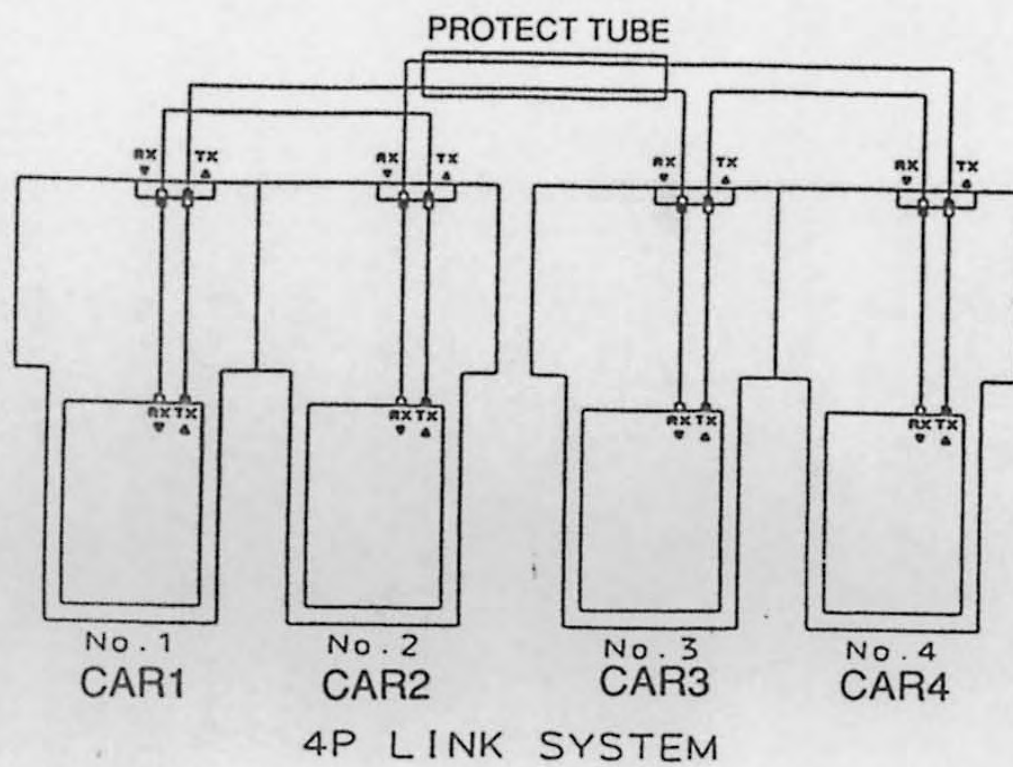 PROTECT TUBE
RX TX RX TX RX TX RX TX
RX TX RX TX RX TX RX TX
No.1 No.2 No.3 No.4
CAR1 CAR2 CAR3 CAR4
4P LINK SYSTEM